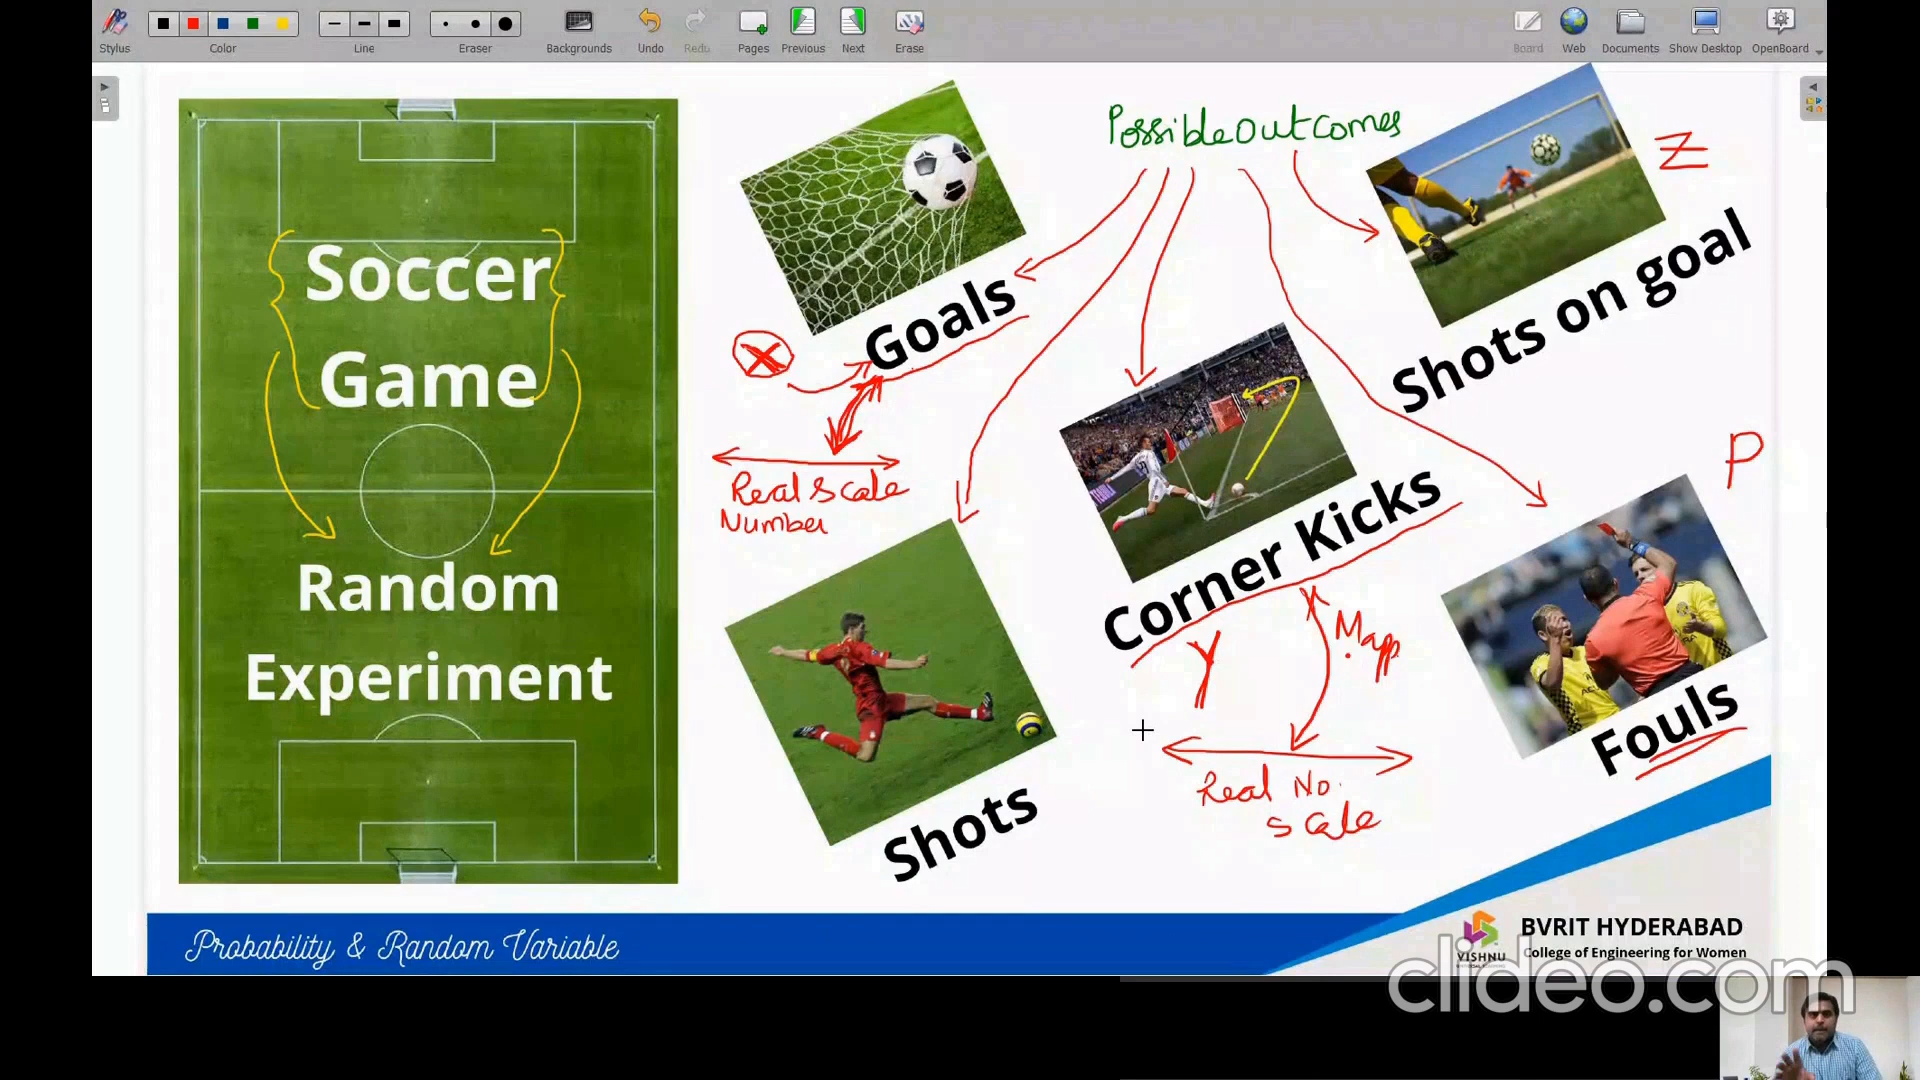 Stylus
Color
Line
Eraser
Backgrounds
Undo
Redo
Pages
Previous
Next
Erase
Board
Web
Documents
Show Desktop
OpenBoard
Possible Outcomes
Z
Soccer
Game
Random
Experiment
Goals
X
Real Scale
Number
Shots on goal
P
Corner Kicks
Y
Mapp
Real No.
Scale
Shots
Fouls
Probability & Random Variable
VISHNU
BVRIT HYDERABAD
College of Engineering for Women
clideo.com